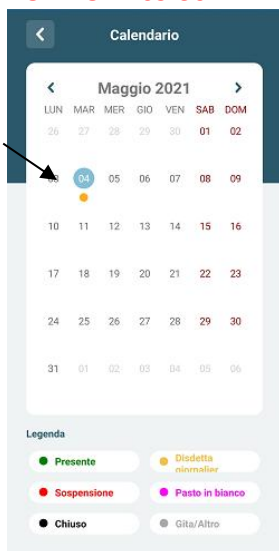 Calendario
Maggio 2021
LUN MAR MER GIO VEN SAB DOM
26 27 28 29 30 01 02
03 04 05 06 07 08 09
10 11 12 13 14 15 16
17 18 19 20 21 22 23
24 25 26 27 28 29 30
31 01 02 03 04 05 06
Legenda
Presente
Disdetta
giornalier
Sospensione
Pasto in bianco
Chiuso
Gita/Altro